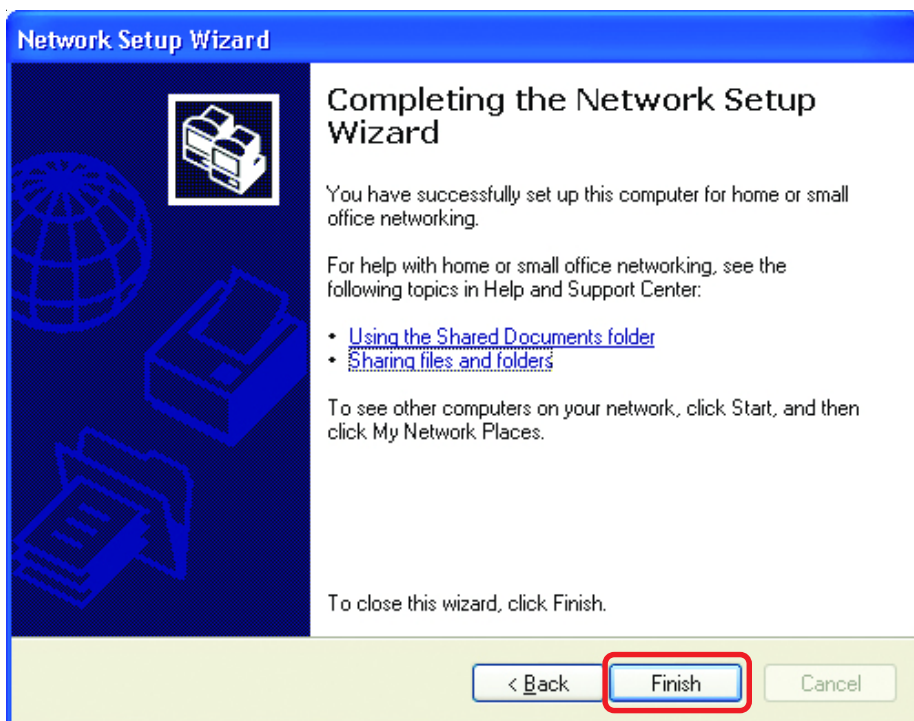 Network Setup Wizard
Completing the Network Setup
Wizard
You have successfully set up this computer for home or small
office networking.
For help with home or small office networking, see the
following topics in Help and Support Center:
• Using the Shared Documents folder
• Sharing files and folders
To see other computers on your network, click Start, and then
click My Network Places.
To close this wizard, click Finish.
< Back Finish Cancel